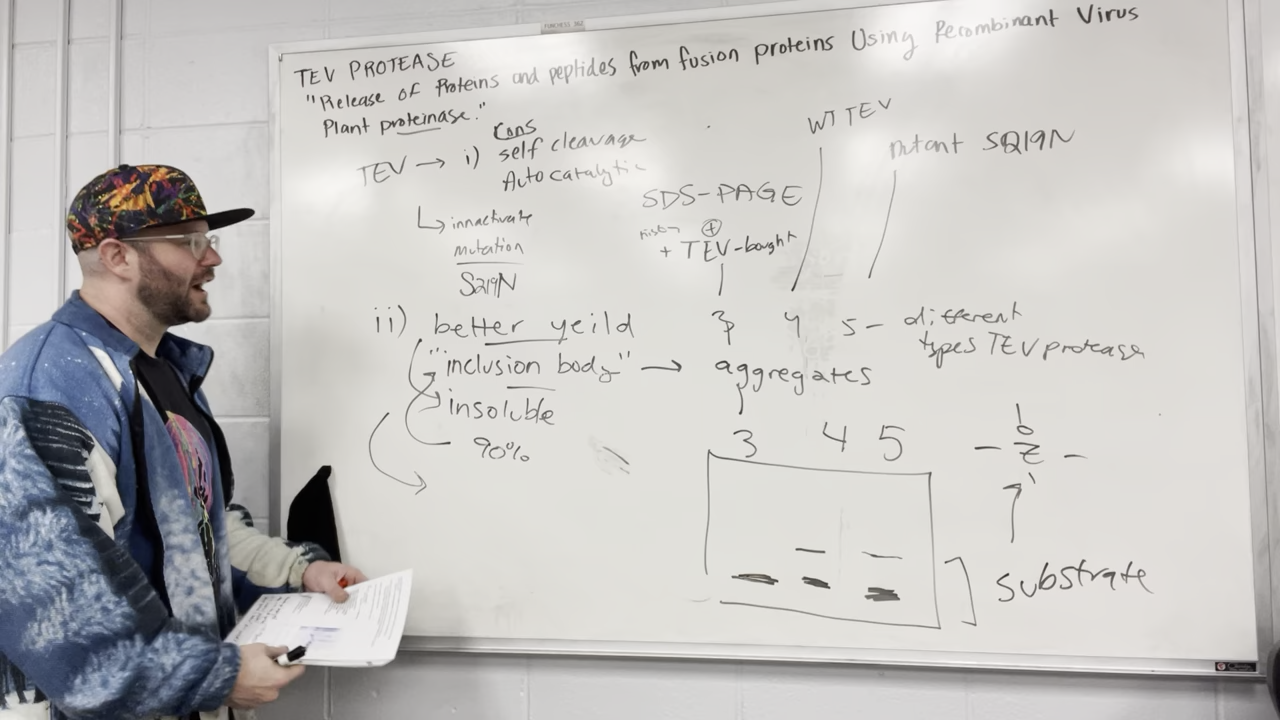 TEV PROTEASE
"Release of Proteins and peptides from fusion proteins Using Recombinant Virus
Plant proteinase."
TEV → i) Cons
self cleavage
Autocatalytic
↳ innactivate
mutation
S219N
ii) better yeild
"inclusion body" → aggregates
insoluble
90%
WT TEV
mutant S219N
SDS-PAGE
+
+ TEV-bought
3 4 5 - different
types TEV protease
3 4 5
substrate